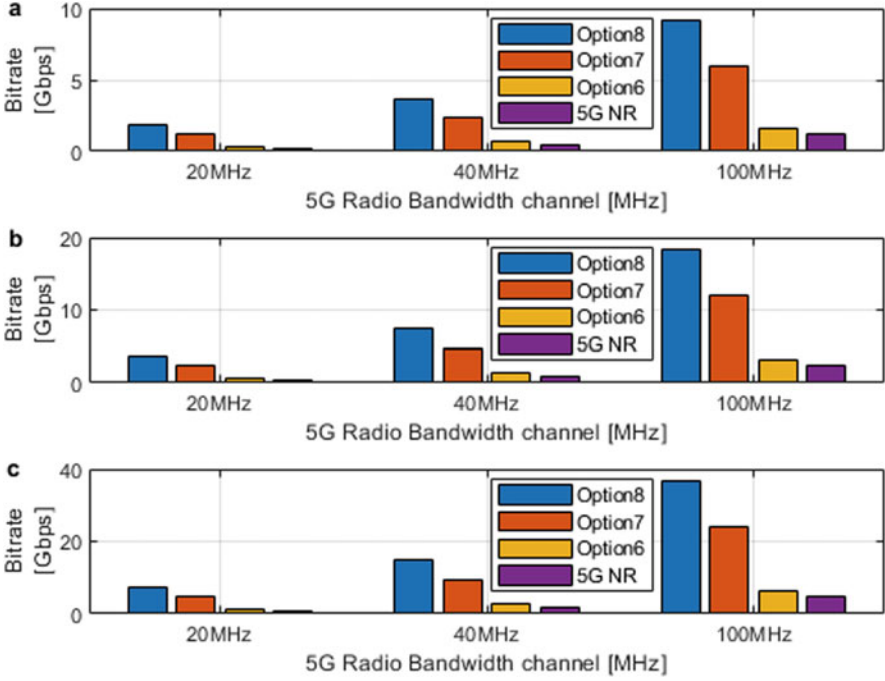 a
10
5
0
Bitrate
[Gbps]
Option8
Option7
Option6
5G NR
20MHz 40MHz 100MHz
5G Radio Bandwidth channel [MHz]
b
20
10
0
Bitrate
[Gbps]
Option8
Option7
Option6
5G NR
20MHz 40MHz 100MHz
5G Radio Bandwidth channel [MHz]
c
40
20
0
Bitrate
[Gbps]
Option8
Option7
Option6
5G NR
20MHz 40MHz 100MHz
5G Radio Bandwidth channel [MHz]